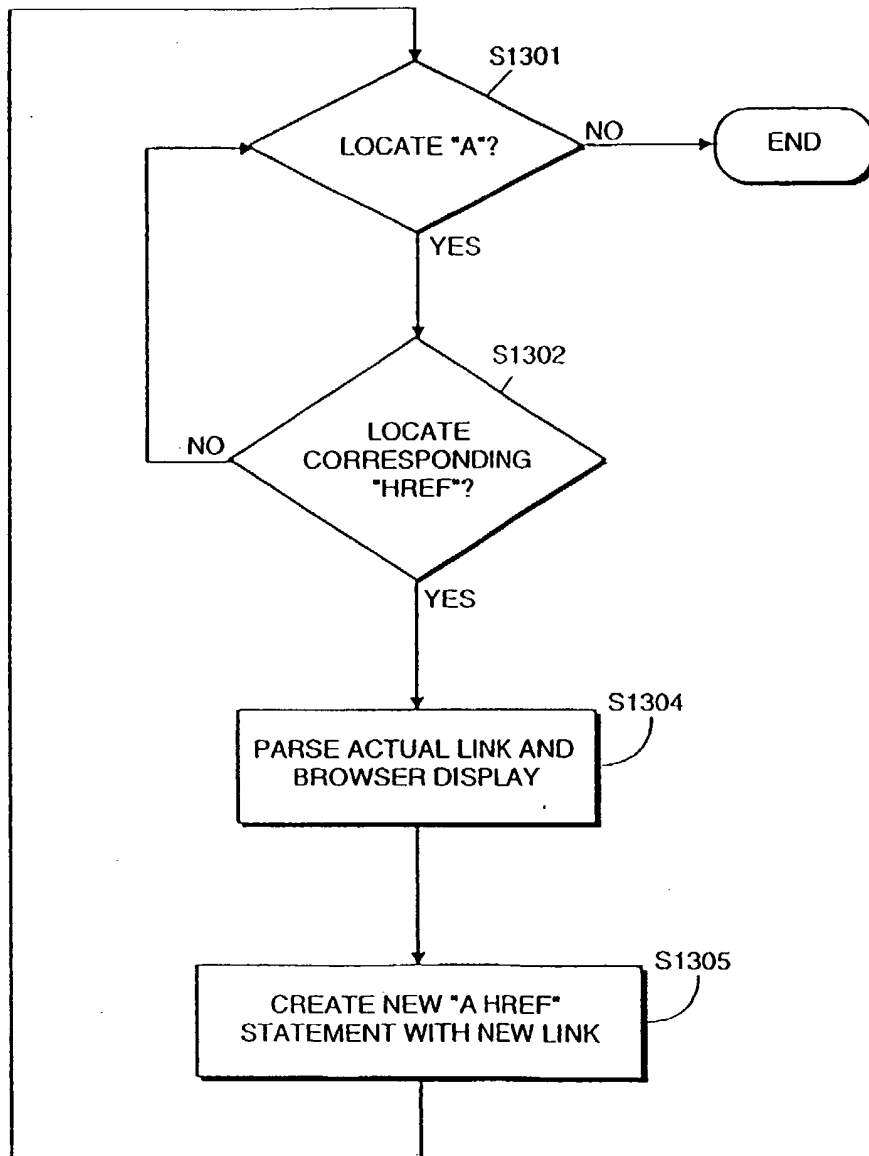 S1301
LOCATE "A"?
NO
END
YES
S1302
LOCATE
CORRESPONDING
"HREF"?
NO
YES
S1304
PARSE ACTUAL LINK AND
BROWSER DISPLAY
S1305
CREATE NEW "A HREF"
STATEMENT WITH NEW LINK